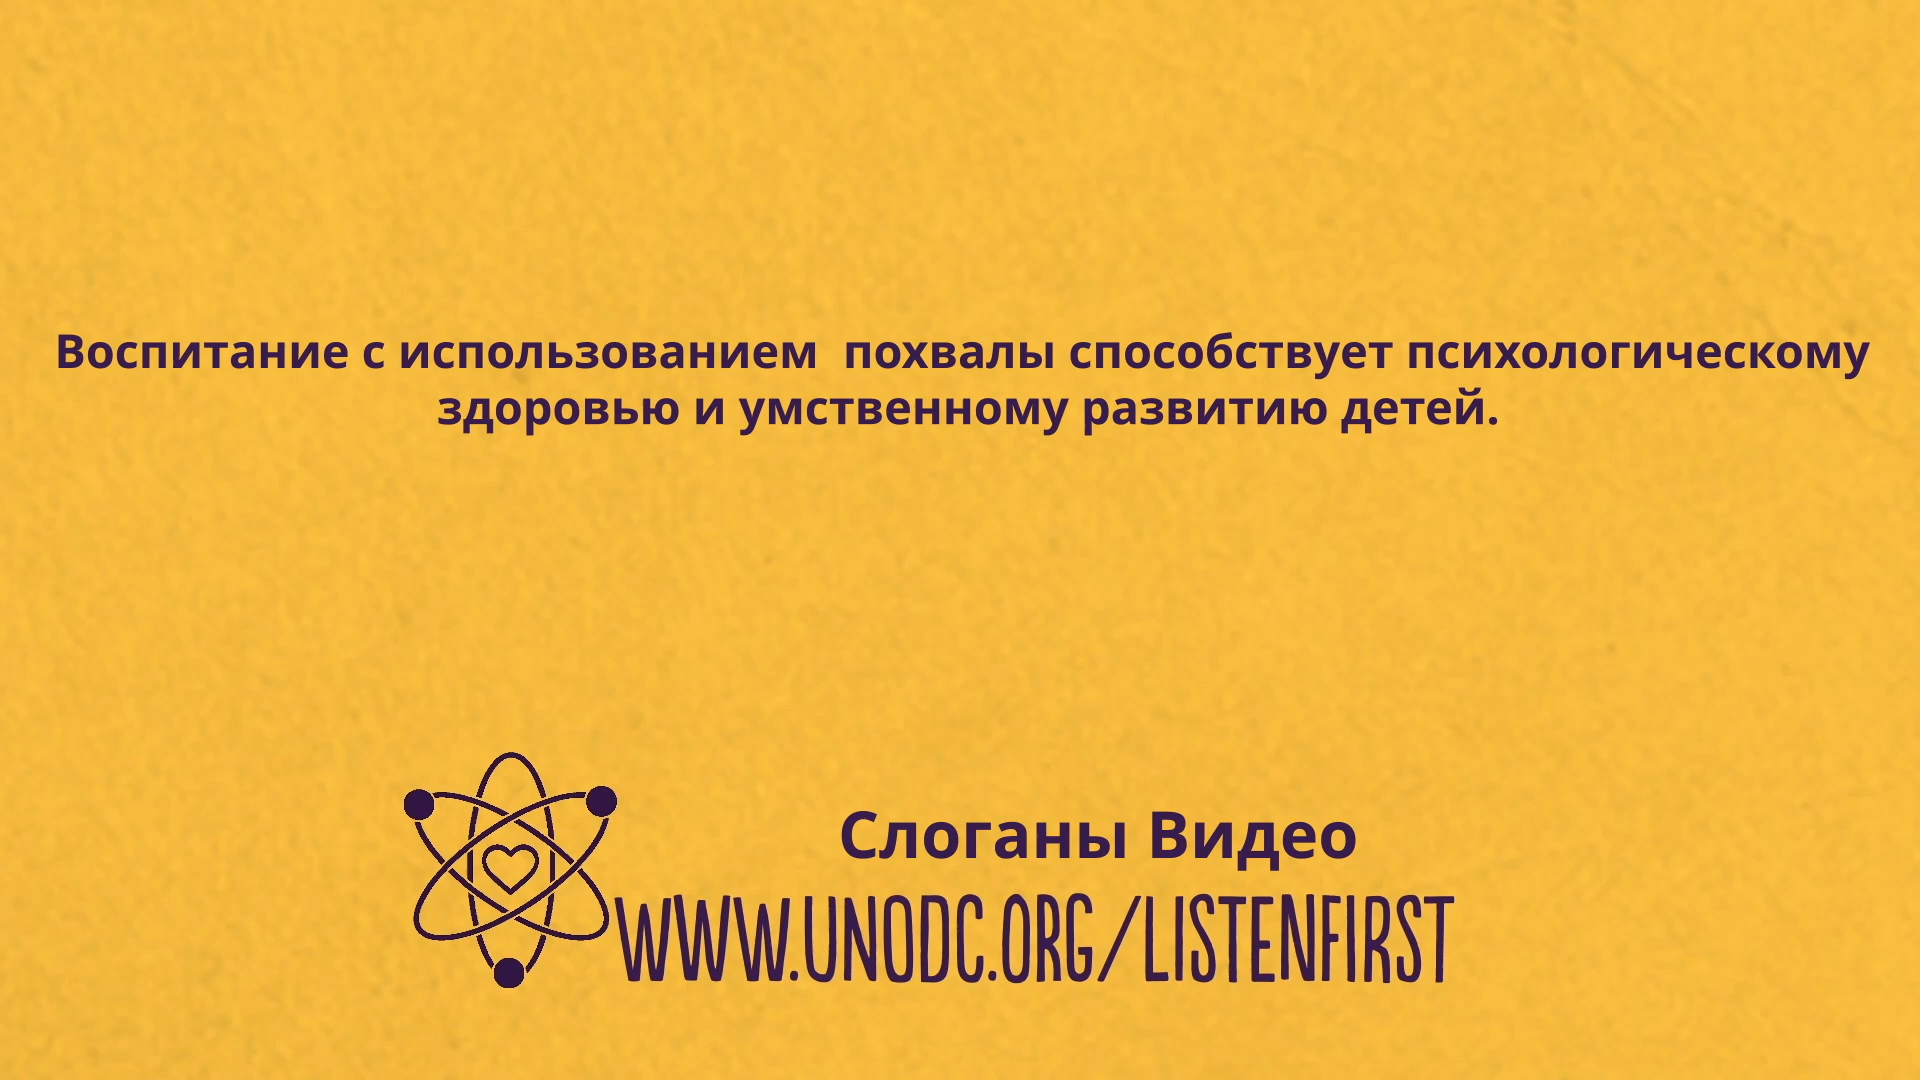 Воспитание с использованием  похвалы способствует психологическому
здоровью и умственному развитию детей.
Слоганы Видео
WWW.UNODC.ORG/LISTENFIRST